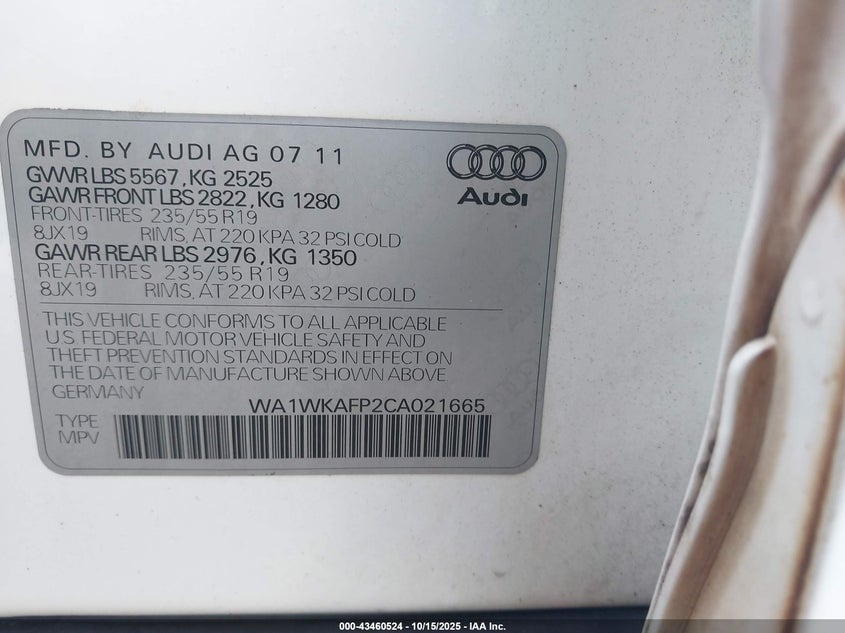 MFD. BY AUDI AG 07 11
GVWR LBS 5567, KG 2525
GAWR FRONT LBS 2822, KG 1280
FRONT-TIRES 235/55 R19
8JX19 RIMS, AT 220 KPA 32 PSI COLD
GAWR REAR LBS 2976, KG 1350
REAR-TIRES 235/55 R19
8JX19 RIMS, AT 220 KPA 32 PSI COLD
Audi
THIS VEHICLE CONFORMS TO ALL APPLICABLE
U.S. FEDERAL MOTOR VEHICLE SAFETY AND
THEFT PREVENTION STANDARDS IN EFFECT ON
THE DATE OF MANUFACTURE SHOWN ABOVE
GERMANY
WA1WKAFP2CA021665
TYPE
MPV
000-43460524 - 10/15/2025 - IAA Inc.